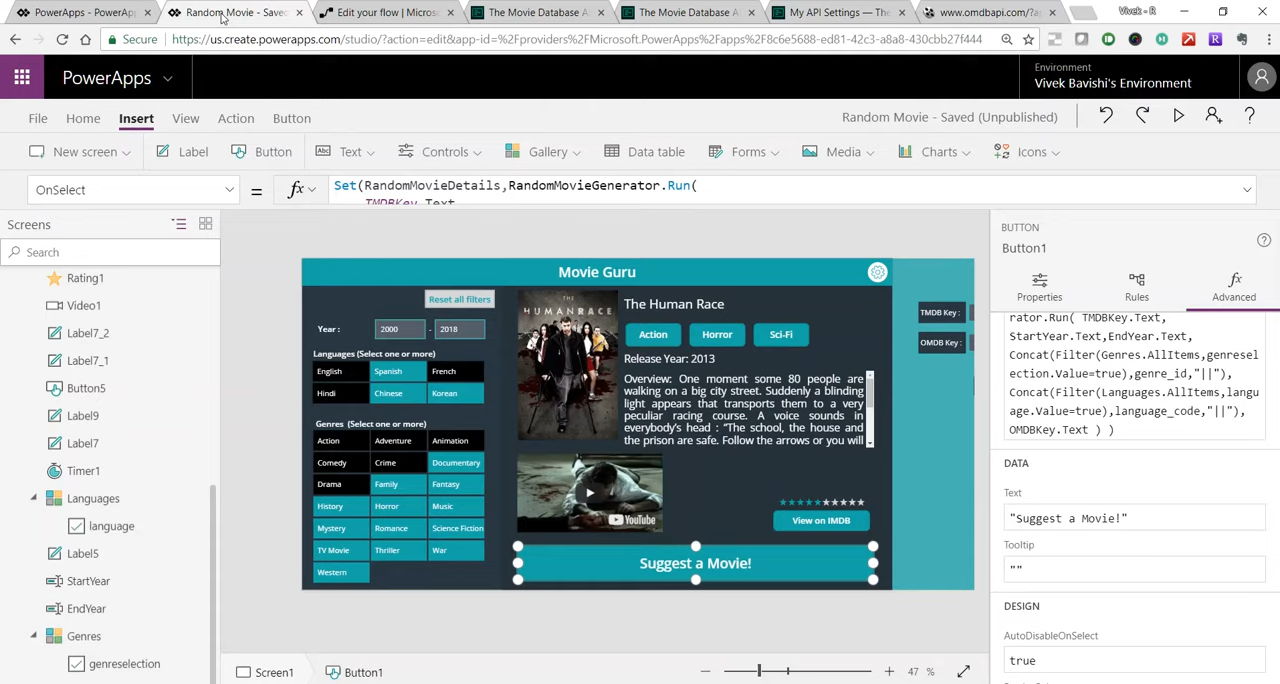 PowerApps - PowerAp
Random Movie - Saved
Edit your flow | Micros
The Movie Database A
The Movie Database A
My API Settings — The
www.omdbapi.com/?a
Vivek - R
Secure
https://us.create.powerapps.com/studio/?action=edit&app-id=%2Fproviders%2FMicrosoft.PowerApps%2Fapps%2F8c6e5688-ed81-42c3-a8a8-430cbb27f444
PowerApps
Environment
Vivek Bavishi's Environment
File Home Insert View Action Button
Random Movie - Saved (Unpublished)
New screen Label Button Text Controls Gallery Data table Forms Media Charts Icons
OnSelect = fx Set(RandomMovieDetails,RandomMovieGenerator.Run(
TMDBKey.Text
Screens
Search
Rating1
Video1
Label7_2
Label7_1
Button5
Label9
Label7
Timer1
Languages
language
Label5
StartYear
EndYear
Genres
genreselection
Movie Guru
Reset all filters
Year : 2000 - 2018
Languages (Select one or more)
English Spanish French
Hindi Chinese Korean
Genres (Select one or more)
Action Adventure Animation
Comedy Crime Documentary
Drama Family Fantasy
History Horror Music
Mystery Romance Science Fiction
TV Movie Thriller War
Western
THE
HUMANRACE
The Human Race
Action Horror Sci-Fi
Release Year: 2013
Overview: One moment some 80 people are
walking on a big city street. Suddenly a blinding
light appears that transports them to a very
peculiar racing course. A voice sounds in
everybody's head : "The school, the house and
the prison are safe. Follow the arrows or you will
YouTube
View on IMDB
Suggest a Movie!
TMDB Key :
OMDB Key :
BUTTON
Button1
Properties Rules Advanced
rator.Run( TMDBKey.Text,
StartYear.Text,EndYear.Text,
Concat(Filter(Genres.AllItems,genresel
ection.Value=true),genre_id,"||"),
Concat(Filter(Languages.AllItems,langu
age.Value=true),language_code,"||"),
OMDBKey.Text ) )
DATA
Text
"Suggest a Movie!"
Tooltip
""
DESIGN
AutoDisableOnSelect
true
Screen1 Button1
47 %